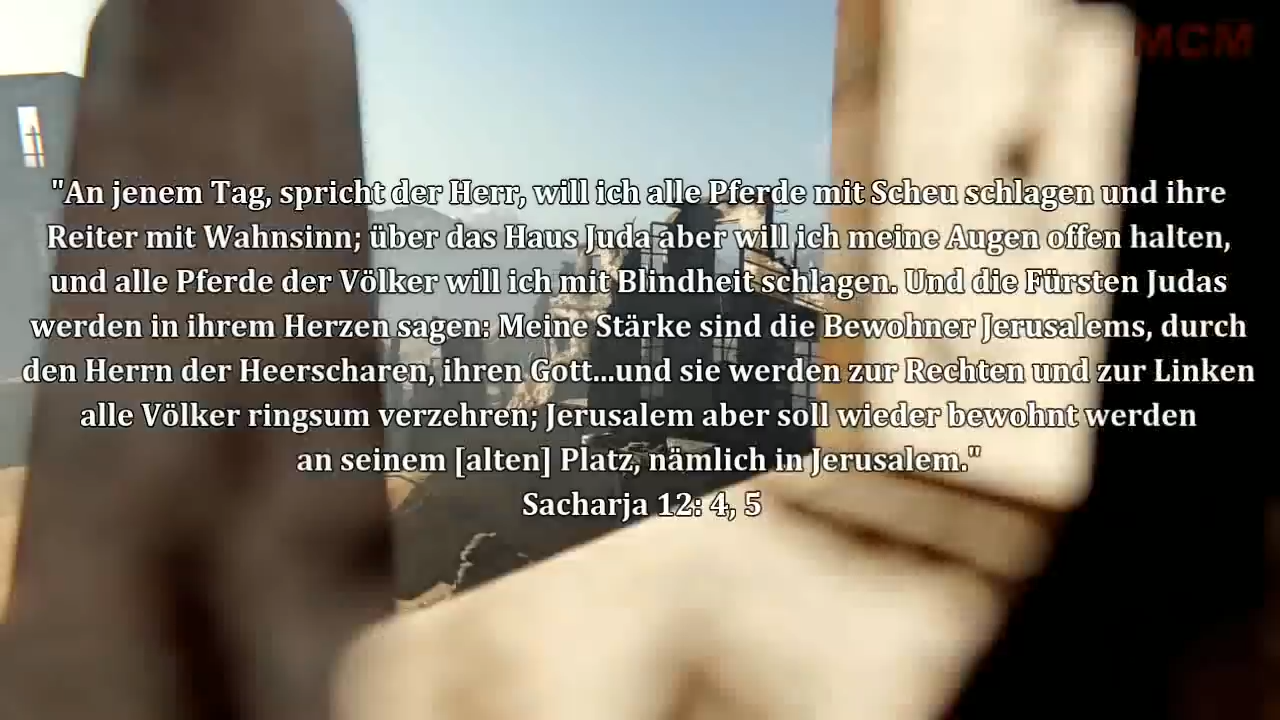 MCM
"An jenem Tag, spricht der Herr, will ich alle Pferde mit Scheu schlagen und ihre
Reiter mit Wahnsinn; über das Haus Juda aber will ich meine Augen offen halten,
und alle Pferde der Völker will ich mit Blindheit schlagen. Und die Fürsten Judas
werden in ihrem Herzen sagen: Meine Stärke sind die Bewohner Jerusalems, durch
den Herrn der Heerscharen, ihren Gott...und sie werden zur Rechten und zur Linken
alle Völker ringsum verzehren; Jerusalem aber soll wieder bewohnt werden
an seinem [alten] Platz, nämlich in Jerusalem."
Sacharja 12: 4, 5